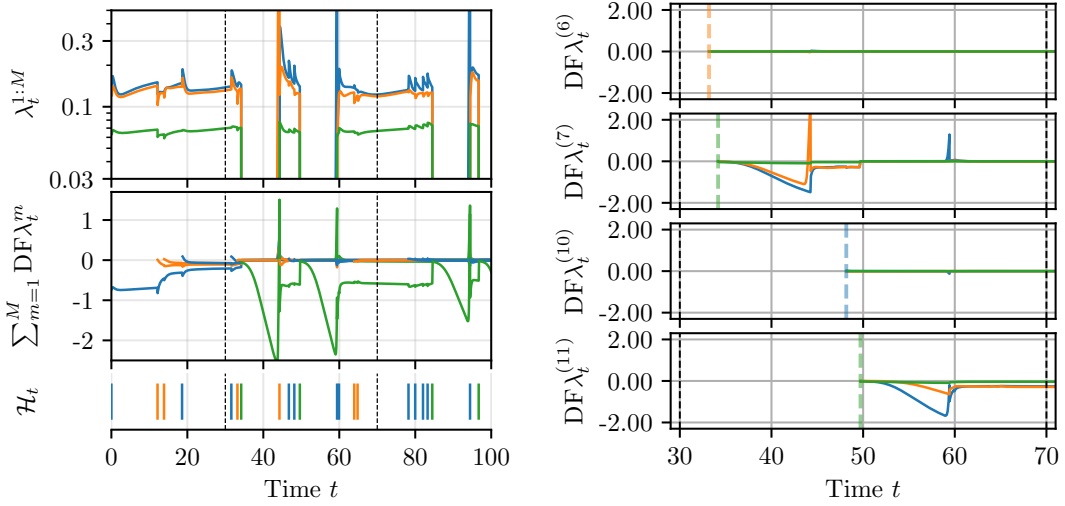 0.3
0.1
0.03
λ_t^{1:M}
1
0
-1
-2
∑_{m=1}^{M} DFλ_t^m
ℋ_t
0 20 40 60 80 100
Time t
2.00
0.00
-2.00
DFλ_t^{(6)}
2.00
0.00
-2.00
DFλ_t^{(7)}
2.00
0.00
-2.00
DFλ_t^{(10)}
2.00
0.00
-2.00
DFλ_t^{(11)}
30 40 50 60 70
Time t